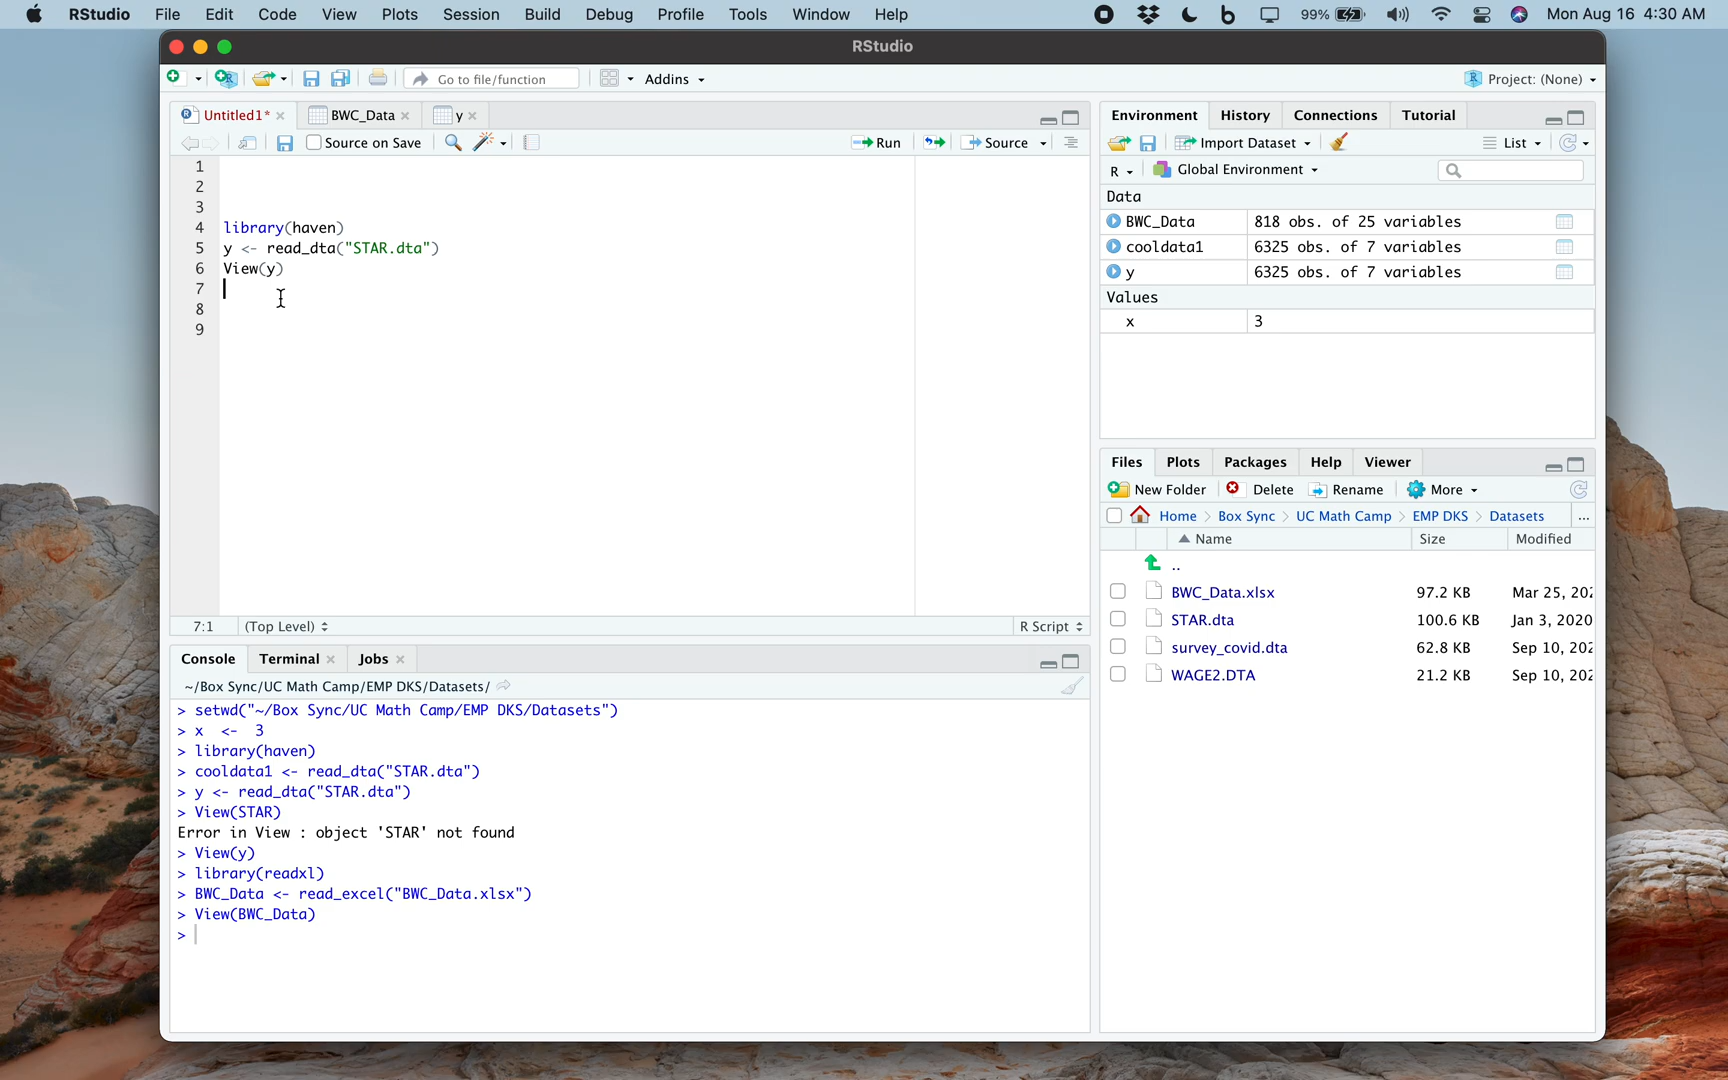 RStudio File Edit Code View Plots Session Build Debug Profile Tools Window Help 99% Mon Aug 16 4:30 AM
RStudio
Go to file/function Addins Project: (None)
Untitled1* BWC_Data y
Source on Save Run Source
1
2
3
4 library(haven)
5 y <- read_dta("STAR.dta")
6 View(y)
7
8
9
7:1 (Top Level) R Script
Console Terminal Jobs
~/Box Sync/UC Math Camp/EMP DKS/Datasets/
> setwd("~/Box Sync/UC Math Camp/EMP DKS/Datasets")
> x <- 3
> library(haven)
> cooldata1 <- read_dta("STAR.dta")
> y <- read_dta("STAR.dta")
> View(STAR)
Error in View : object 'STAR' not found
> View(y)
> library(readxl)
> BWC_Data <- read_excel("BWC_Data.xlsx")
> View(BWC_Data)
>
Environment History Connections Tutorial
Import Dataset List
R Global Environment
Data
BWC_Data 818 obs. of 25 variables
cooldata1 6325 obs. of 7 variables
y 6325 obs. of 7 variables
Values
x 3
Files Plots Packages Help Viewer
New Folder Delete Rename More
Home > Box Sync > UC Math Camp > EMP DKS > Datasets ...
Name Size Modified
..
BWC_Data.xlsx 97.2 KB Mar 25, 202
STAR.dta 100.6 KB Jan 3, 2020
survey_covid.dta 62.8 KB Sep 10, 202
WAGE2.DTA 21.2 KB Sep 10, 202